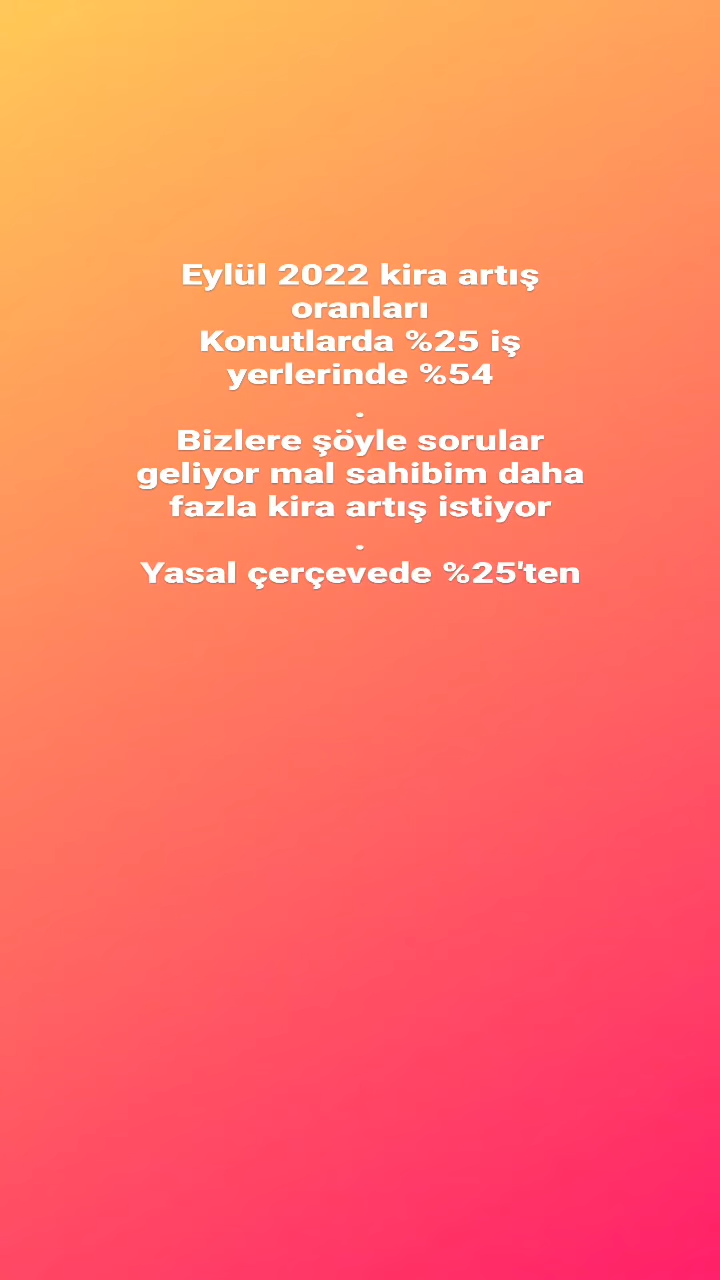 Eylül 2022 kira artış
oranları
Konutlarda %25 iş
yerlerinde %54
.
Bizlere şöyle sorular
geliyor mal sahibim daha
fazla kira artış istiyor
.
Yasal çerçevede %25'ten